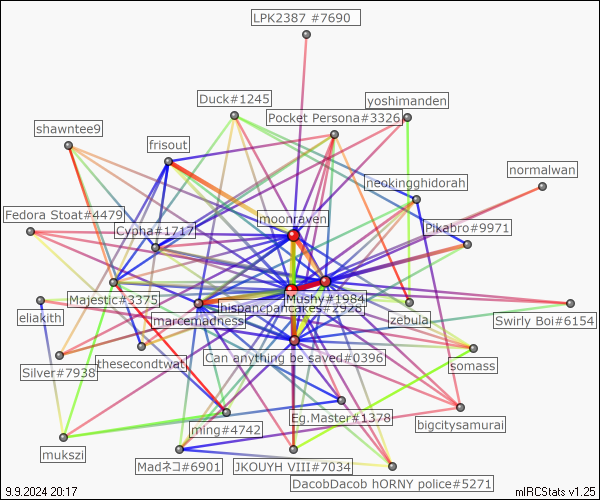 LPK2387 #7690
Duck#1245
yoshimanden
Pocket Persona#3326
shawntee9
frisout
normalwan
neokingghidorah
Fedora Stoat#4479
moonraven
Cypha#1717
Pikabro#9971
Majestic#3375
Mushy#1984
hispancpancakes#2928
eliakith
marcemadness
zebula
Swirly Boi#6154
Can anything be saved#0396
Silver#7938
thesecondtwat
somass
Eg.Master#1378
bigcitysamurai
ming#4742
mukszi
Madネコ#6901
JKOUYH VIII#7034
DacobDacob hORNY police#5271
9.9.2024 20:17
mIRCStats v1.25